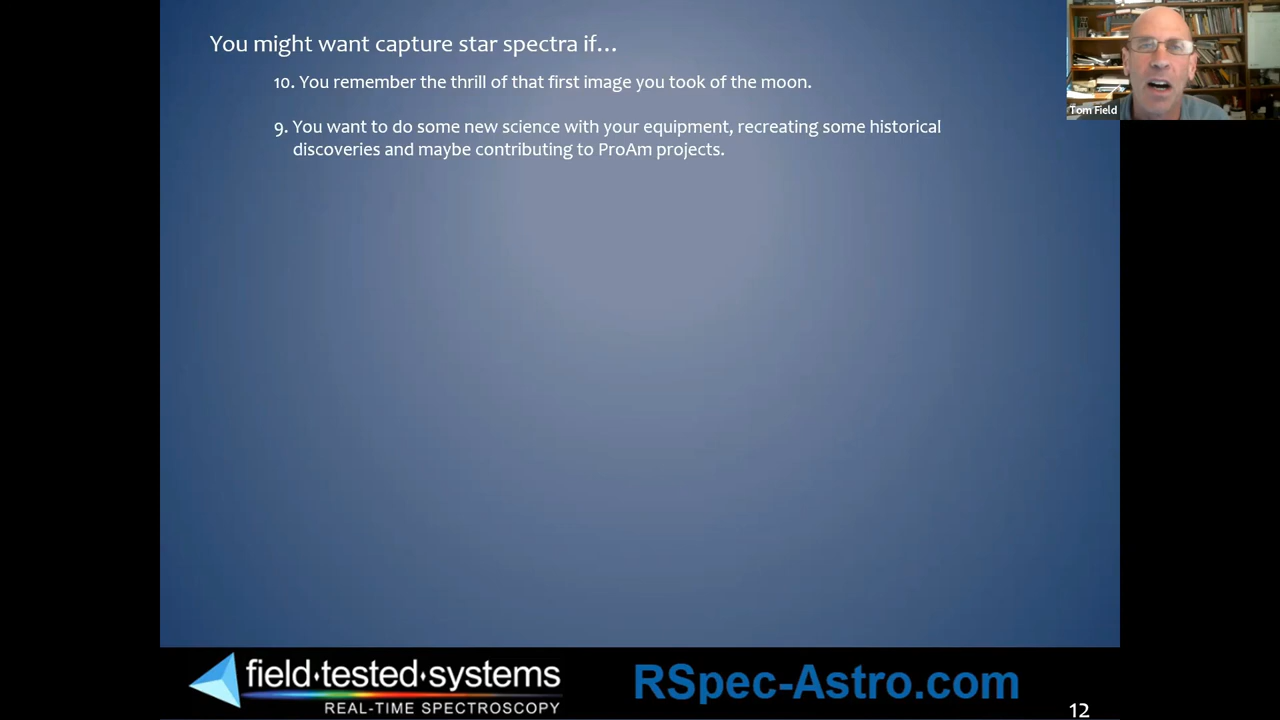 You might want capture star spectra if...
10. You remember the thrill of that first image you took of the moon.
9. You want to do some new science with your equipment, recreating some historical
discoveries and maybe contributing to ProAm projects.
Tom Field
field·tested·systems
REAL-TIME SPECTROSCOPY
RSpec-Astro.com
12